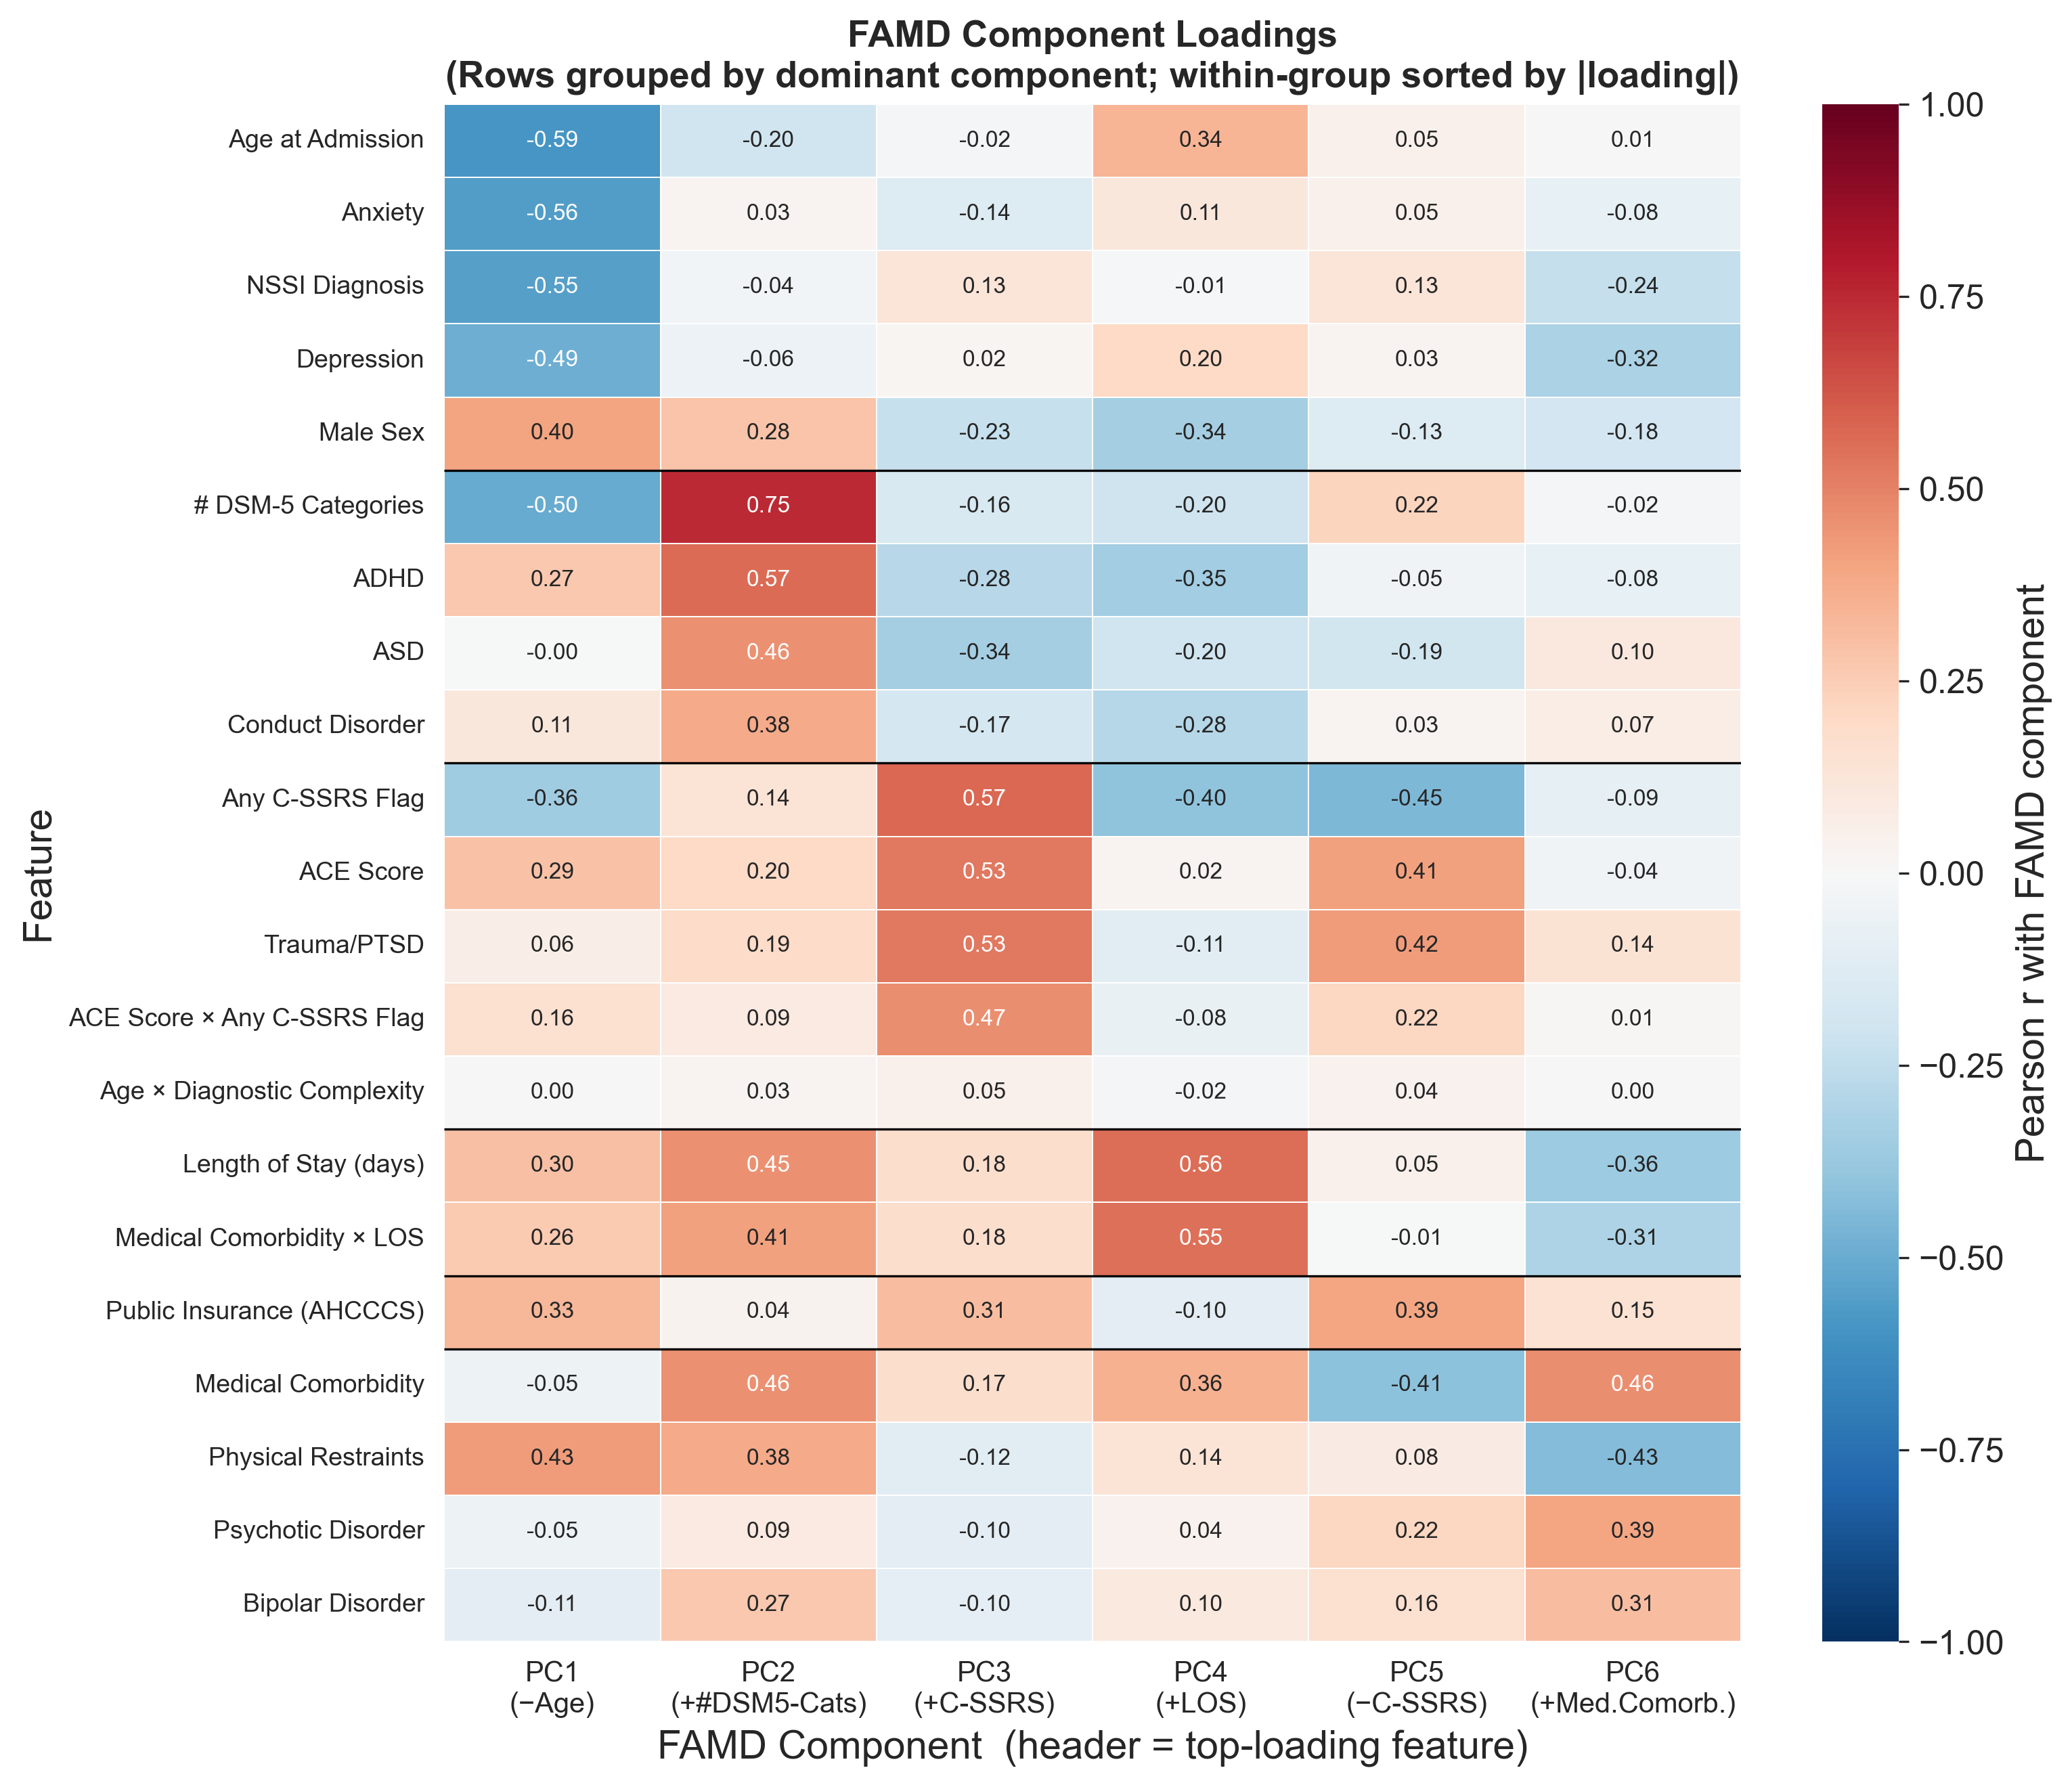 FAMD Component Loadings
(Rows grouped by dominant component; within-group sorted by |loading|)
Age at Admission -0.59 -0.20 -0.02 0.34 0.05 0.01
Anxiety -0.56 0.03 -0.14 0.11 0.05 -0.08
NSSI Diagnosis -0.55 -0.04 0.13 -0.01 0.13 -0.24
Depression -0.49 -0.06 0.02 0.20 0.03 -0.32
Male Sex 0.40 0.28 -0.23 -0.34 -0.13 -0.18
# DSM-5 Categories -0.50 0.75 -0.16 -0.20 0.22 -0.02
ADHD 0.27 0.57 -0.28 -0.35 -0.05 -0.08
ASD -0.00 0.46 -0.34 -0.20 -0.19 0.10
Conduct Disorder 0.11 0.38 -0.17 -0.28 0.03 0.07
Any C-SSRS Flag -0.36 0.14 0.57 -0.40 -0.45 -0.09
ACE Score 0.29 0.20 0.53 0.02 0.41 -0.04
Trauma/PTSD 0.06 0.19 0.53 -0.11 0.42 0.14
ACE Score × Any C-SSRS Flag 0.16 0.09 0.47 -0.08 0.22 0.01
Age × Diagnostic Complexity 0.00 0.03 0.05 -0.02 0.04 0.00
Length of Stay (days) 0.30 0.45 0.18 0.56 0.05 -0.36
Medical Comorbidity × LOS 0.26 0.41 0.18 0.55 -0.01 -0.31
Public Insurance (AHCCCS) 0.33 0.04 0.31 -0.10 0.39 0.15
Medical Comorbidity -0.05 0.46 0.17 0.36 -0.41 0.46
Physical Restraints 0.43 0.38 -0.12 0.14 0.08 -0.43
Psychotic Disorder -0.05 0.09 -0.10 0.04 0.22 0.39
Bipolar Disorder -0.11 0.27 -0.10 0.10 0.16 0.31
PC1 PC2 PC3 PC4 PC5 PC6
(−Age) (+#DSM5-Cats) (+C-SSRS) (+LOS) (−C-SSRS) (+Med.Comorb.)
FAMD Component (header = top-loading feature)
Feature
1.00
0.75
0.50
0.25
0.00
−0.25
−0.50
−0.75
−1.00
Pearson r with FAMD component